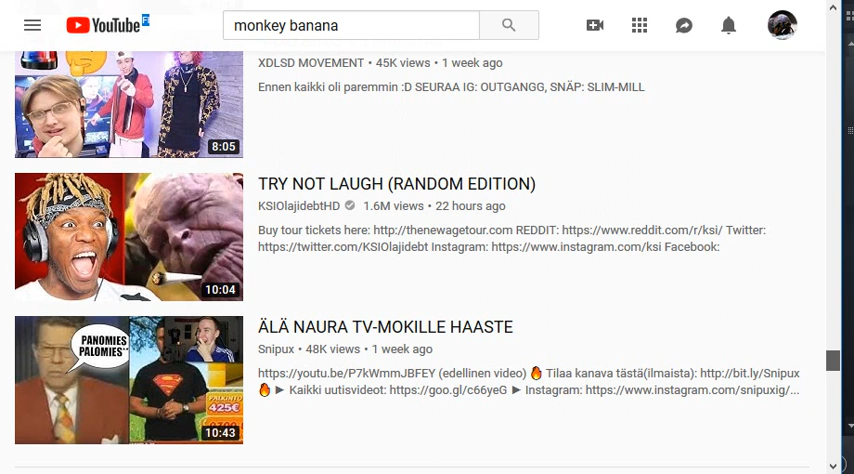 YouTube FI
monkey banana
XDLSD MOVEMENT • 45K views • 1 week ago
Ennen kaikki oli paremmin :D SEURAA IG: OUTGANGG, SNÄP: SLIM-MILL
8:05
TRY NOT LAUGH (RANDOM EDITION)
KSIOlajidebtHD 1.6M views • 22 hours ago
Buy tour tickets here: http://thenewagetour.com REDDIT: https://www.reddit.com/r/ksi/ Twitter:
https://twitter.com/KSIOlajidebt Instagram: https://www.instagram.com/ksi Facebook:
10:04
ÄLÄ NAURA TV-MOKILLE HAASTE
Snipux • 48K views • 1 week ago
https://youtu.be/P7kWmmJBFEY (edellinen video) 🔥 Tilaa kanava tästä(ilmaista): http://bit.ly/Snipux
🔥 ► Kaikki uutisvideot: https://goo.gl/c66yeG ► Instagram: https://www.instagram.com/snipuxig/...
PANOMIES
PALOMIES**
PALKINTO
425€
10:43